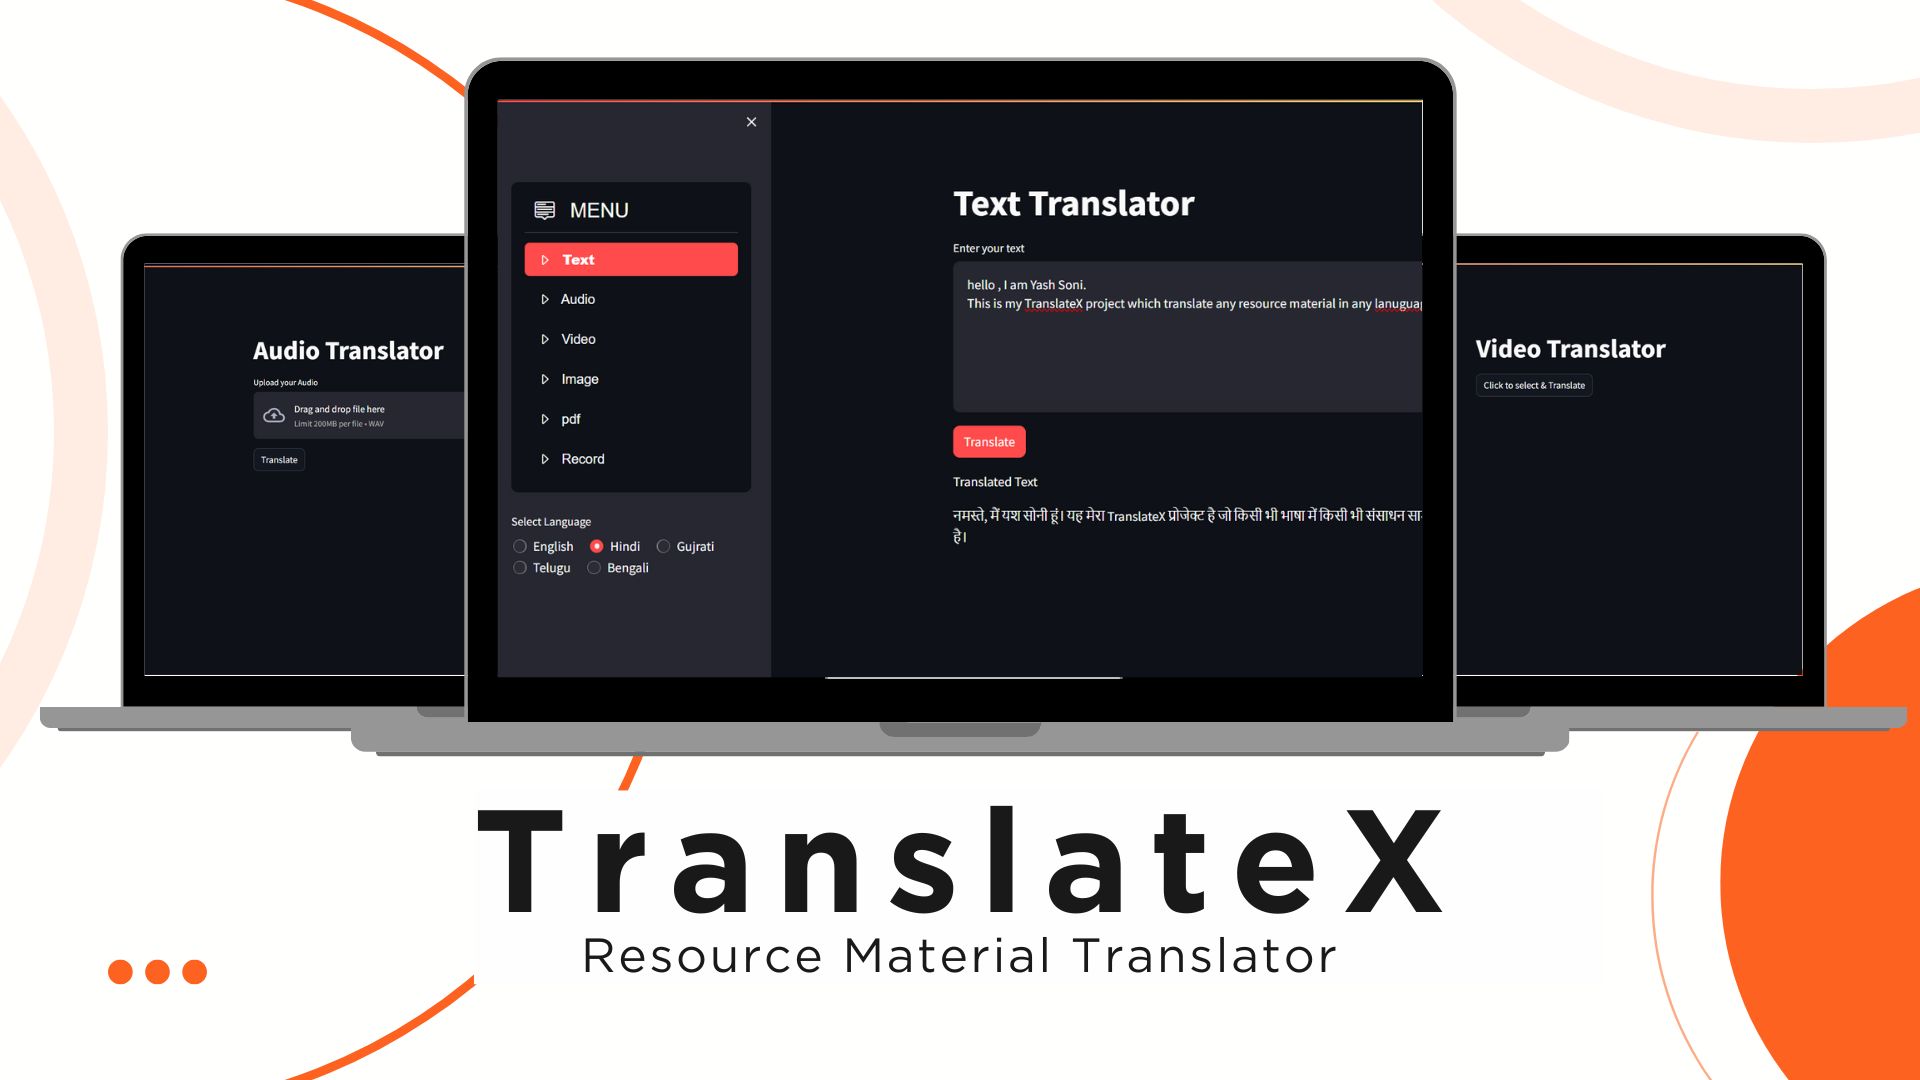 Audio Translator
Upload your Audio
Drag and drop file here
Limit 200MB per file • WAV
Translate
MENU
Text
Audio
Video
Image
pdf
Record
Select Language
English Hindi Gujrati
Telugu Bengali
Text Translator
Enter your text
hello , I am Yash Soni.
This is my TranslateX project which translate any resource material in any lanugua
Translate
Translated Text
नमस्ते, मैं यश सोनी हूं। यह मेरा TranslateX प्रोजेक्ट है जो किसी भी भाषा में किसी भी संसाधन सा
है।
Video Translator
Click to select & Translate
TranslateX
Resource Material Translator